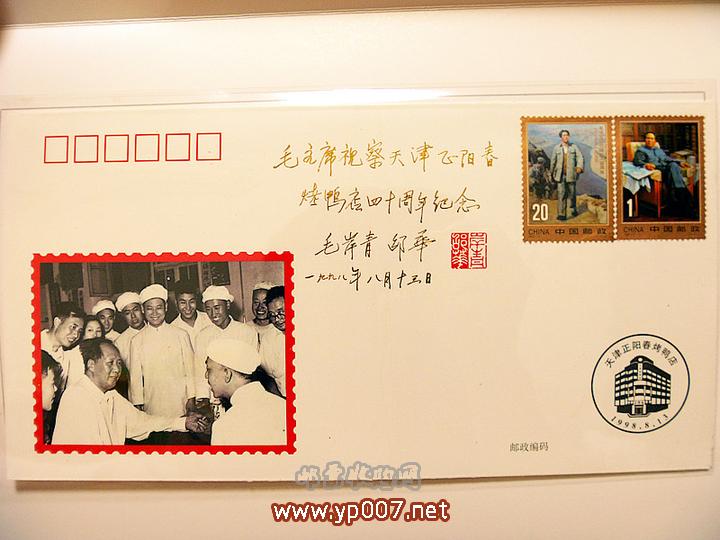 毛主席视察天津正阳春
烤鸭店四十周年纪念
毛岸青 邵华
一九九八年八月十三日
20
CHINA 中国邮政
1
CHINA 中国邮政
天津正阳春烤鸭店
1998.8.13
邮政编码
www.yp007.net